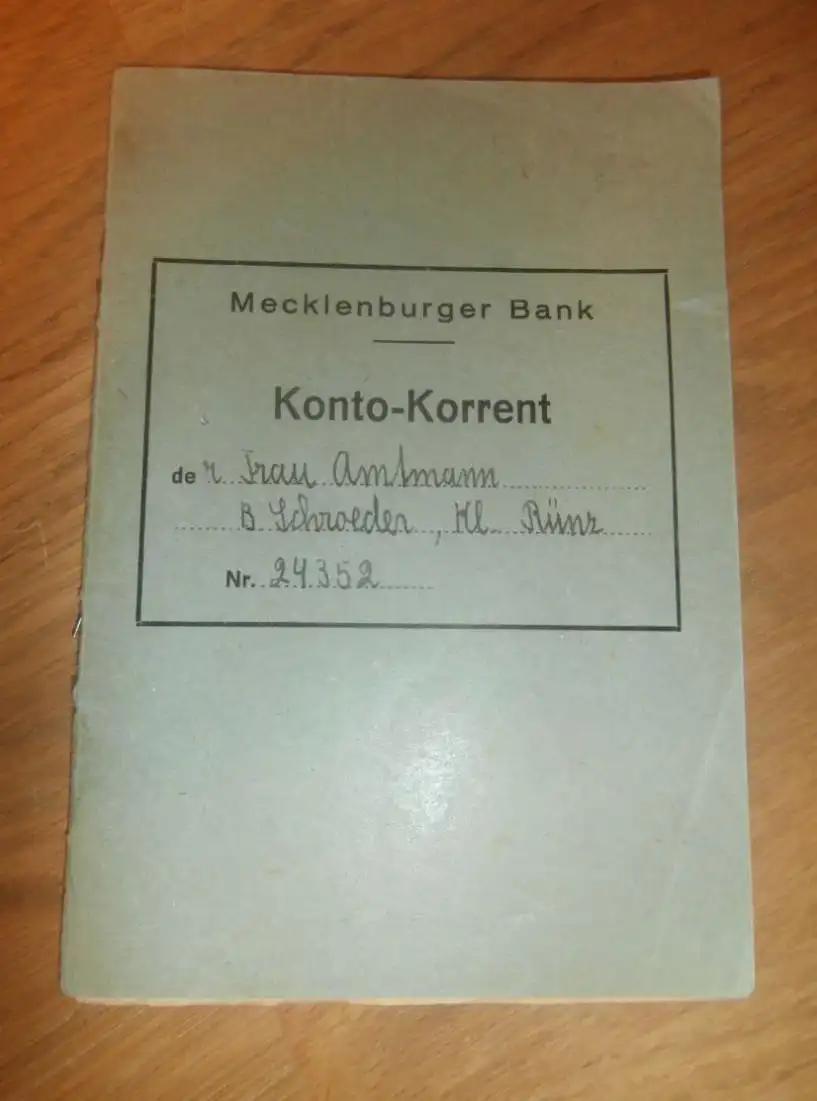 Mecklenburger Bank
Konto-Korrent
der Frau Amtmann
B Schroeder, Kl. Rünz
Nr. 24352